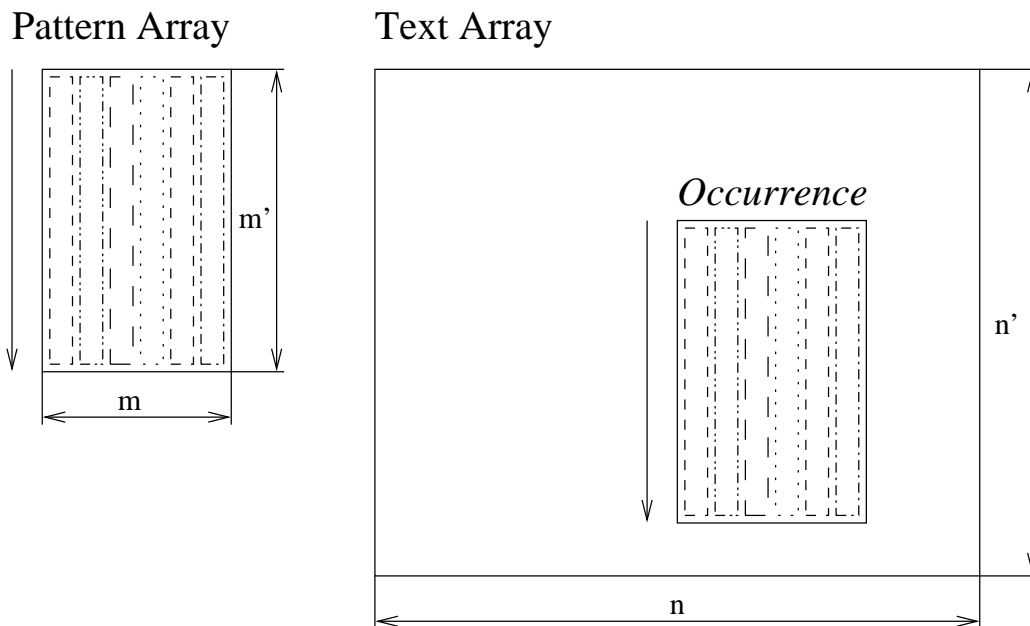 Pattern Array
Text Array
m’
Occurrence
n’
m
n